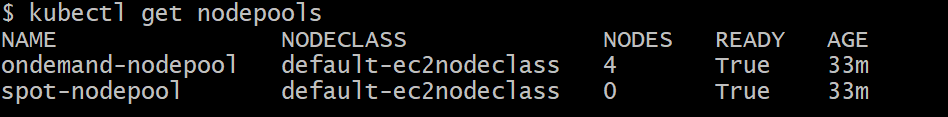 $ kubectl get nodepools
NAME NODECLASS NODES READY AGE
ondemand-nodepool default-ec2nodeclass 4 True 33m
spot-nodepool default-ec2nodeclass 0 True 33m